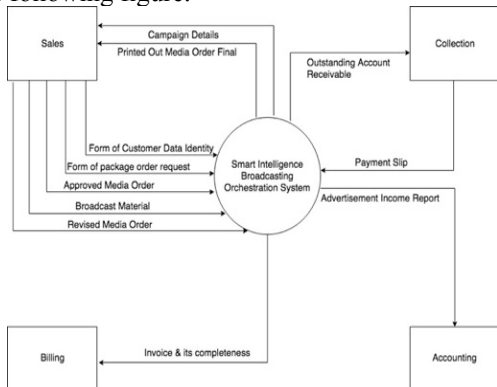 following figure.
Sales
Campaign Details
Printed Out Media Order Final
Collection
Outstanding Account
Receivable
Form of Customer Data Identity
Form of package order request
Approved Media Order
Broadcast Material
Revised Media Order
Smart Intelligence
Broadcasting
Orchestration System
Payment Slip
Advertisement Income Report
Billing
Invoice & its completeness
Accounting